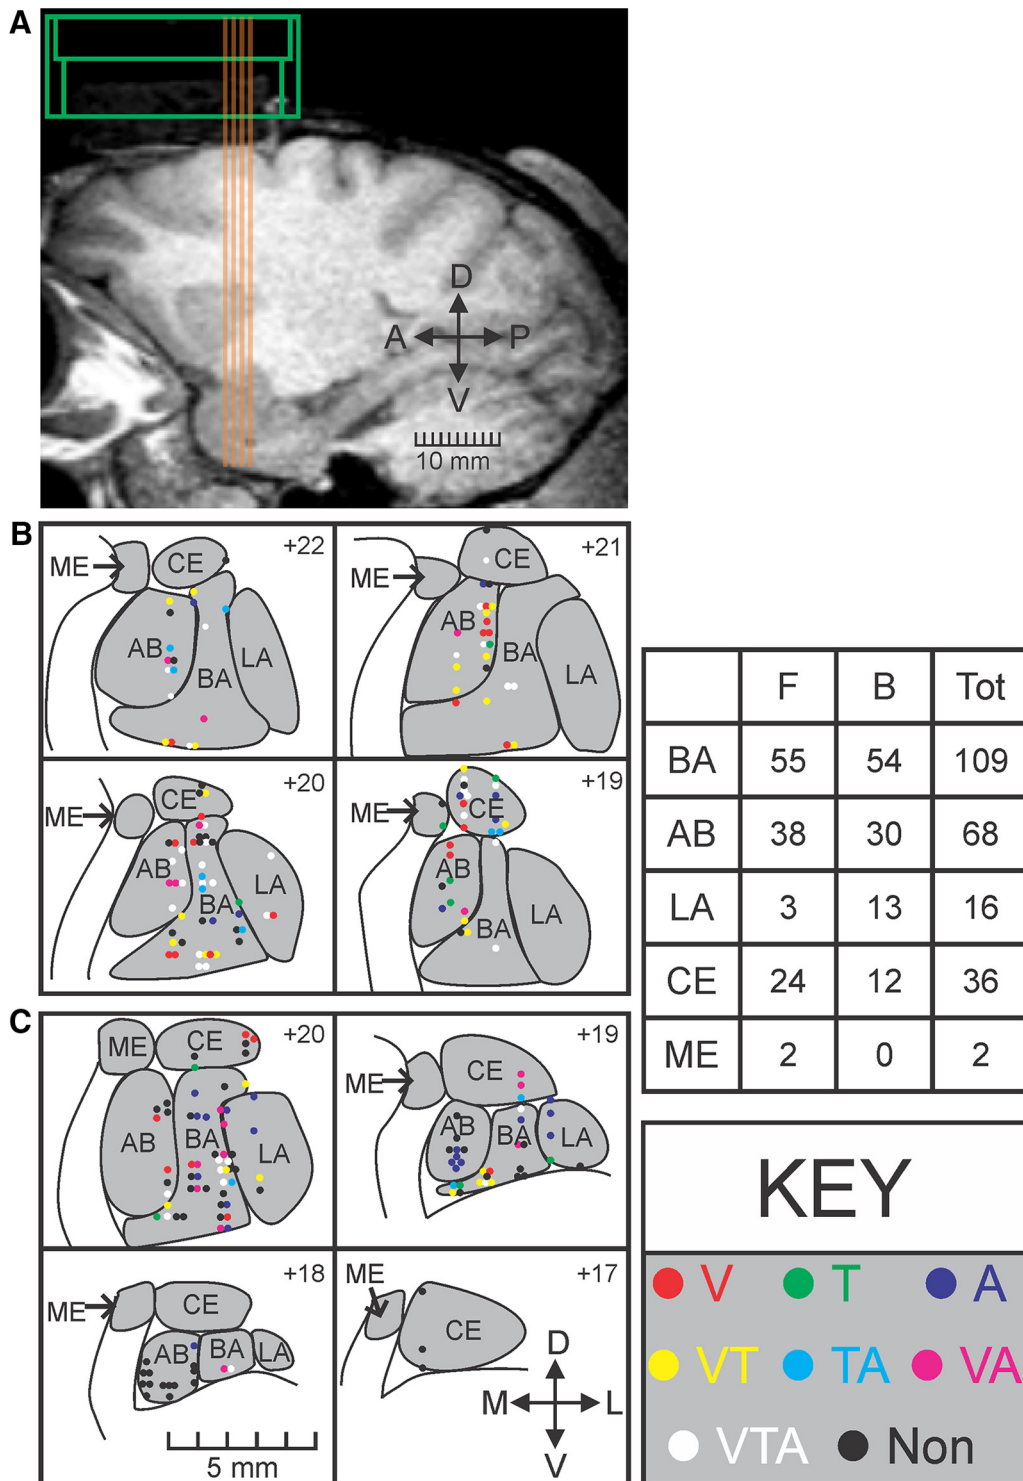 A
D
A P
V
10 mm
B
+22
ME CE
AB BA LA
+21
ME CE
AB BA LA
+20
ME CE
AB BA LA
+19
ME CE
AB BA LA
C
+20
ME CE
AB BA LA
+19
ME CE
AB BA LA
+18
ME CE
AB BA LA
5 mm
+17
ME
CE
D
M L
V
F B Tot
BA 55 54 109
AB 38 30 68
LA 3 13 16
CE 24 12 36
ME 2 0 2
KEY
V T A
VT TA VA
VTA Non